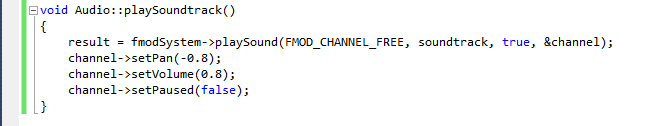 void Audio::playSoundtrack()
{
result = fmodSystem->playSound(FMOD_CHANNEL_FREE, soundtrack, true, &channel);
channel->setPan(-0.8);
channel->setVolume(0.8);
channel->setPaused(false);
}